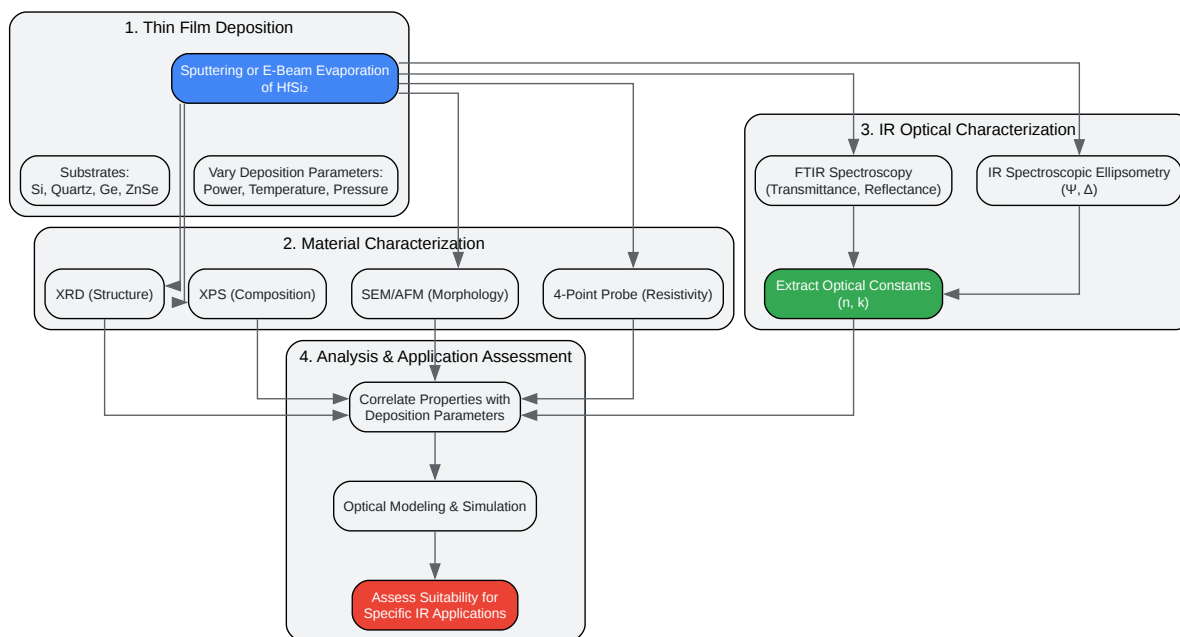 1. Thin Film Deposition
Sputtering or E-Beam Evaporation
of HfSi₂
Substrates:
Si, Quartz, Ge, ZnSe
Vary Deposition Parameters:
Power, Temperature, Pressure
2. Material Characterization
XRD (Structure)
XPS (Composition)
SEM/AFM (Morphology)
4-Point Probe (Resistivity)
3. IR Optical Characterization
FTIR Spectroscopy
(Transmittance, Reflectance)
IR Spectroscopic Ellipsometry
(Ψ, Δ)
Extract Optical Constants
(n, k)
4. Analysis & Application Assessment
Correlate Properties with
Deposition Parameters
Optical Modeling & Simulation
Assess Suitability for
Specific IR Applications